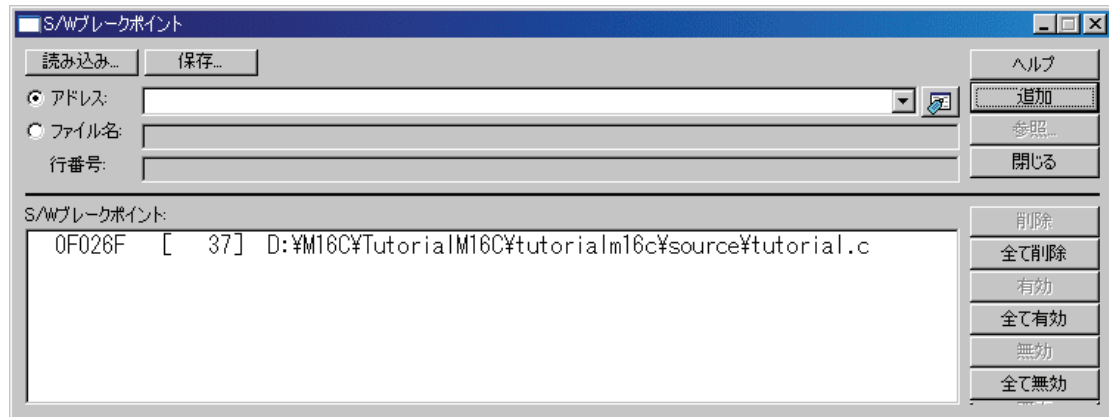 S/Wブレークポイント
読み込み... 保存... ヘルプ
アドレス: 追加
ファイル名: 参照...
行番号: 閉じる
S/Wブレークポイント: 削除
0F026F [ 37] D:¥M16C¥TutorialM16C¥tutorialm16c¥source¥tutorial.c
全て削除
有効
全て有効
無効
全て無効